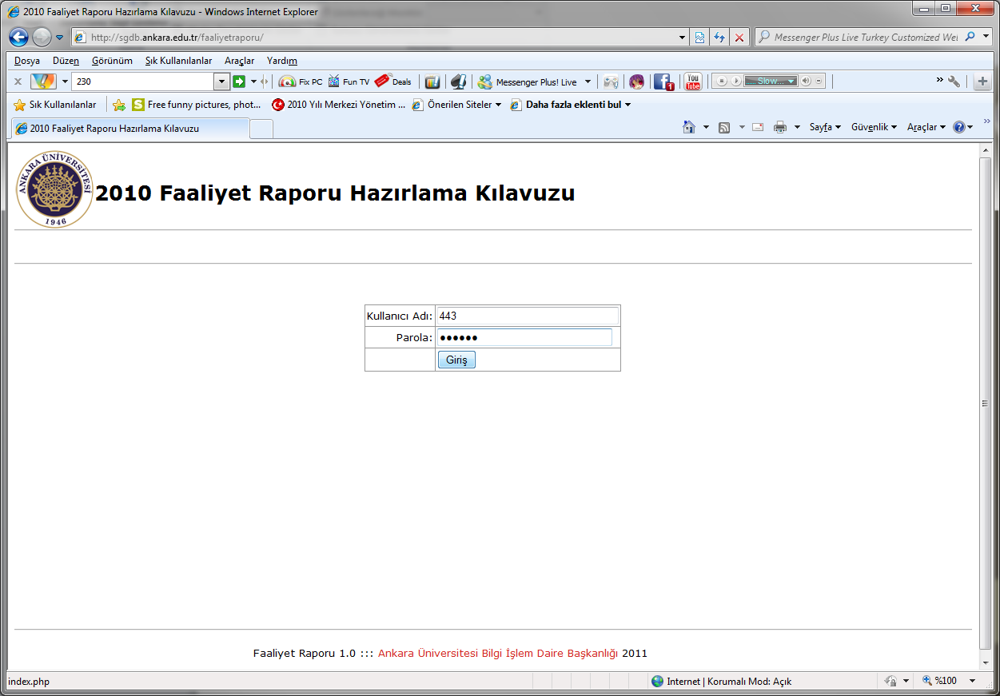 2010 Faaliyet Raporu Hazırlama Kılavuzu - Windows Internet Explorer
http://sgdb.ankara.edu.tr/faaliyetraporu/
Messenger Plus Live Turkey Customized Wel
Dosya Düzen Görünüm Sık Kullanılanlar Araçlar Yardım
230 Fix PC Fun TV Deals Messenger Plus! Live 1 You Tube Slow...
Sık Kullanılanlar Free funny pictures, phot... 2010 Yılı Merkezi Yönetim ... Önerilen Siteler Daha fazla eklenti bul
2010 Faaliyet Raporu Hazırlama Kılavuzu
Sayfa Güvenlik Araçlar
ANKARA ÜNİVERSİTESİ
1946
2010 Faaliyet Raporu Hazırlama Kılavuzu
Kullanıcı Adı: 443
Parola: ●●●●●●
Giriş
Faaliyet Raporu 1.0 ::: Ankara Üniversitesi Bilgi İşlem Daire Başkanlığı 2011
index.php Internet | Korumalı Mod: Açık %100